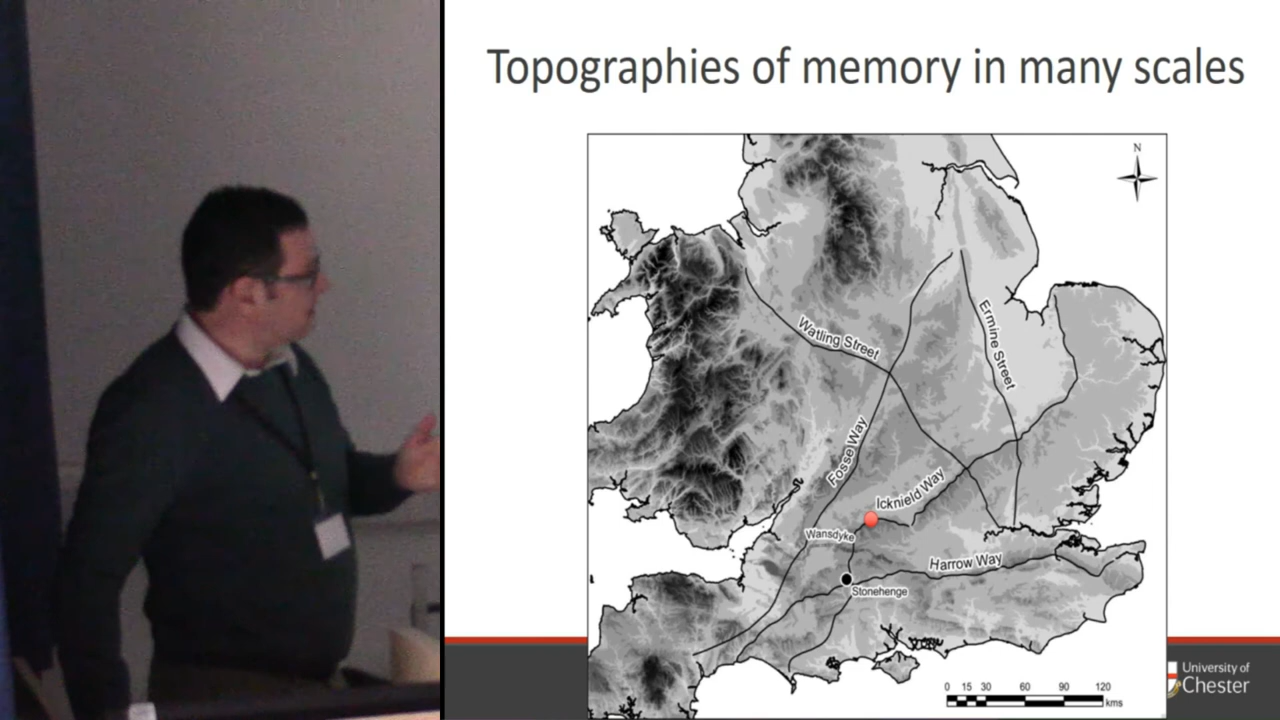 Topographies of memory in many scales
N
Watling Street
Ermine Street
Fosse Way
Icknield Way
Wansdyke
Harrow Way
Stonehenge
0 15 30 60 90 120
kms
University of
Chester